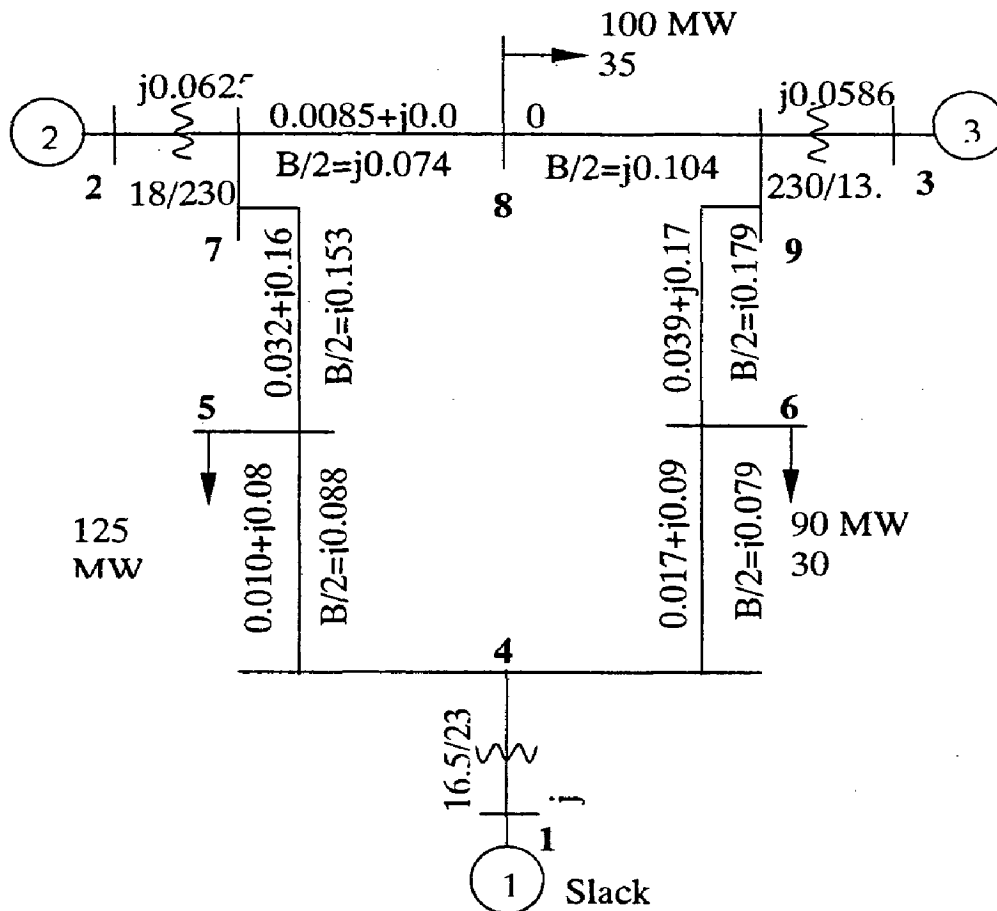 100 MW
35
j0.0625
0.0085+j0.0
0
j0.0586
2
3
B/2=j0.074
B/2=j0.104
2
18/230
8
230/13.
3
7
9
0.032+j0.16
B/2=j0.153
0.039+j0.17
B/2=j0.179
5
6
0.010+j0.08
B/2=j0.088
0.017+j0.09
B/2=j0.079
125
MW
90 MW
30
4
16.5/23
j
1
1
Slack